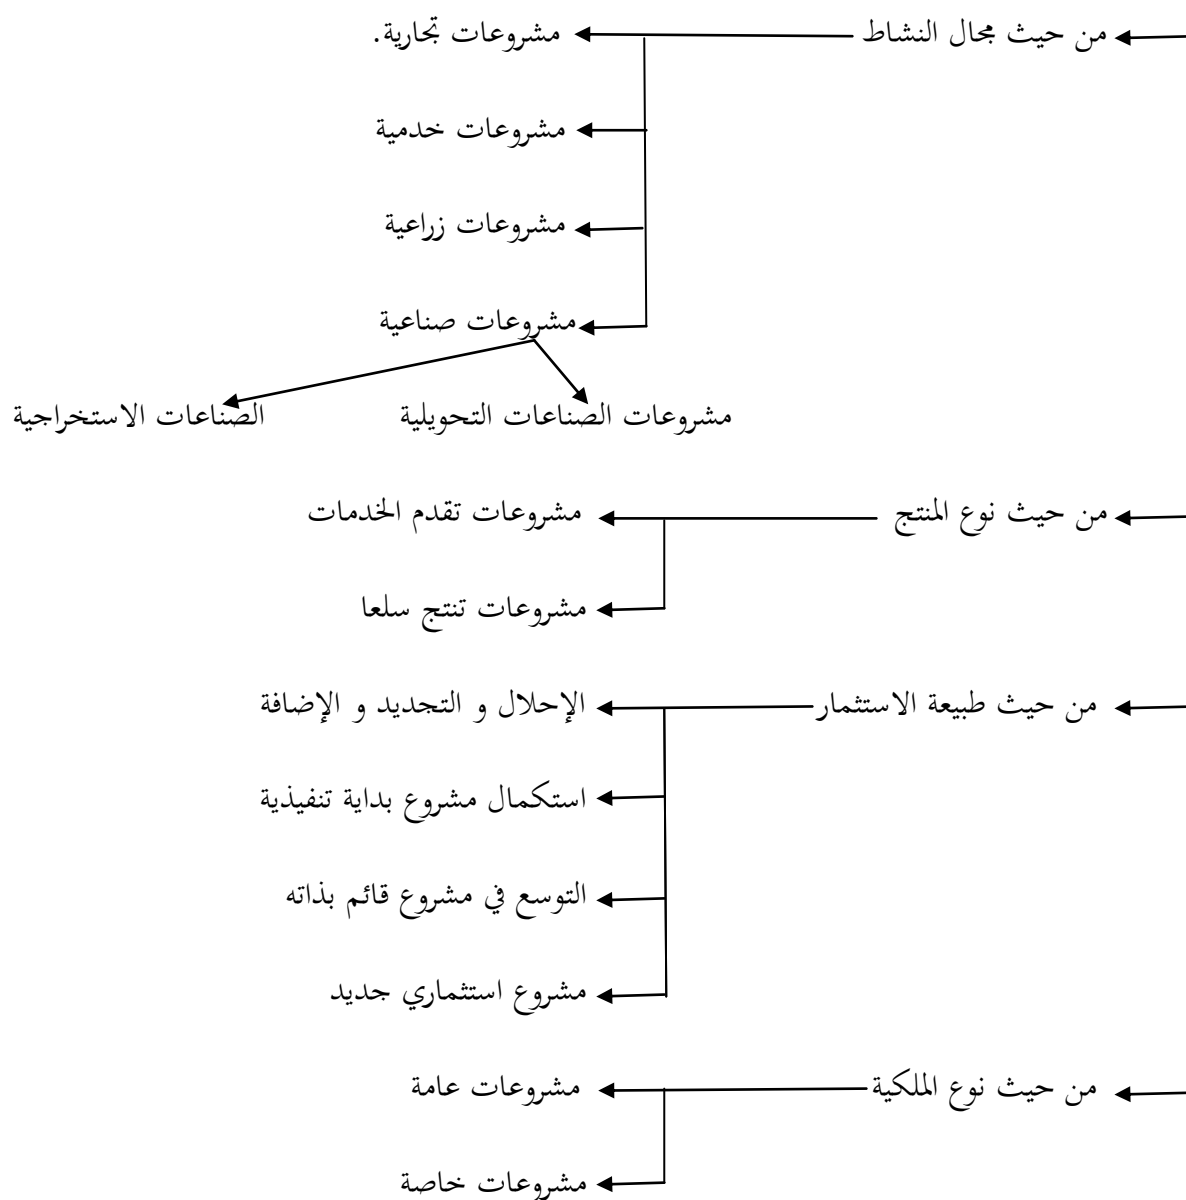 من حيث مجال النشاط مشروعات تجارية.
مشروعات خدمية
مشروعات زراعية
مشروعات صناعية
مشروعات الصناعات التحويلية الصناعات الاستخراجية
من حيث نوع المنتج مشروعات تقدم الخدمات
مشروعات تنتج سلعا
من حيث طبيعة الاستثمار الإحلال و التجديد و الإضافة
استكمال مشروع بداية تنفيذية
التوسع في مشروع قائم بذاته
مشروع استثماري جديد
من حيث نوع الملكية مشروعات عامة
مشروعات خاصة